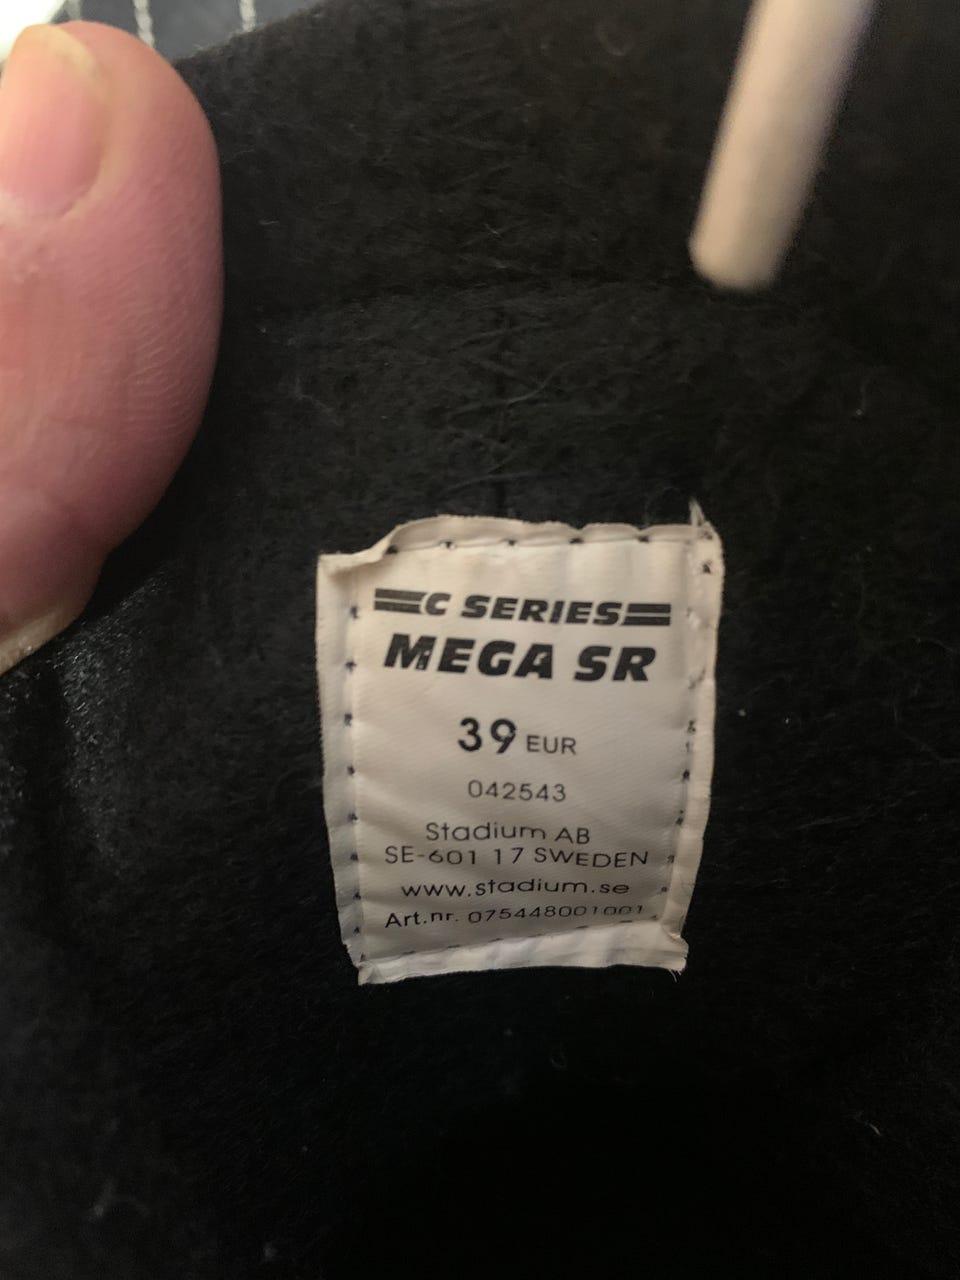 C SERIES
MEGA SR
39 EUR
042543
Stadium AB
SE-601 17 SWEDEN
www.stadium.se
Art.nr. 075448001001